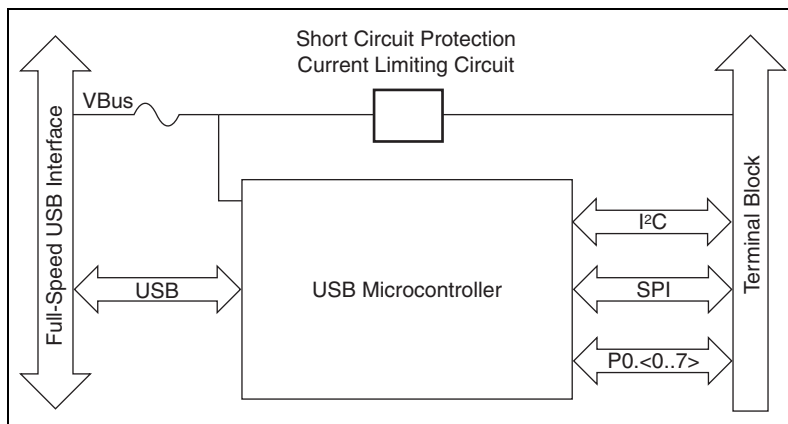 Short Circuit Protection
Current Limiting Circuit
VBus
Full-Speed USB Interface
USB
USB Microcontroller
I²C
SPI
P0.<0..7>
Terminal Block